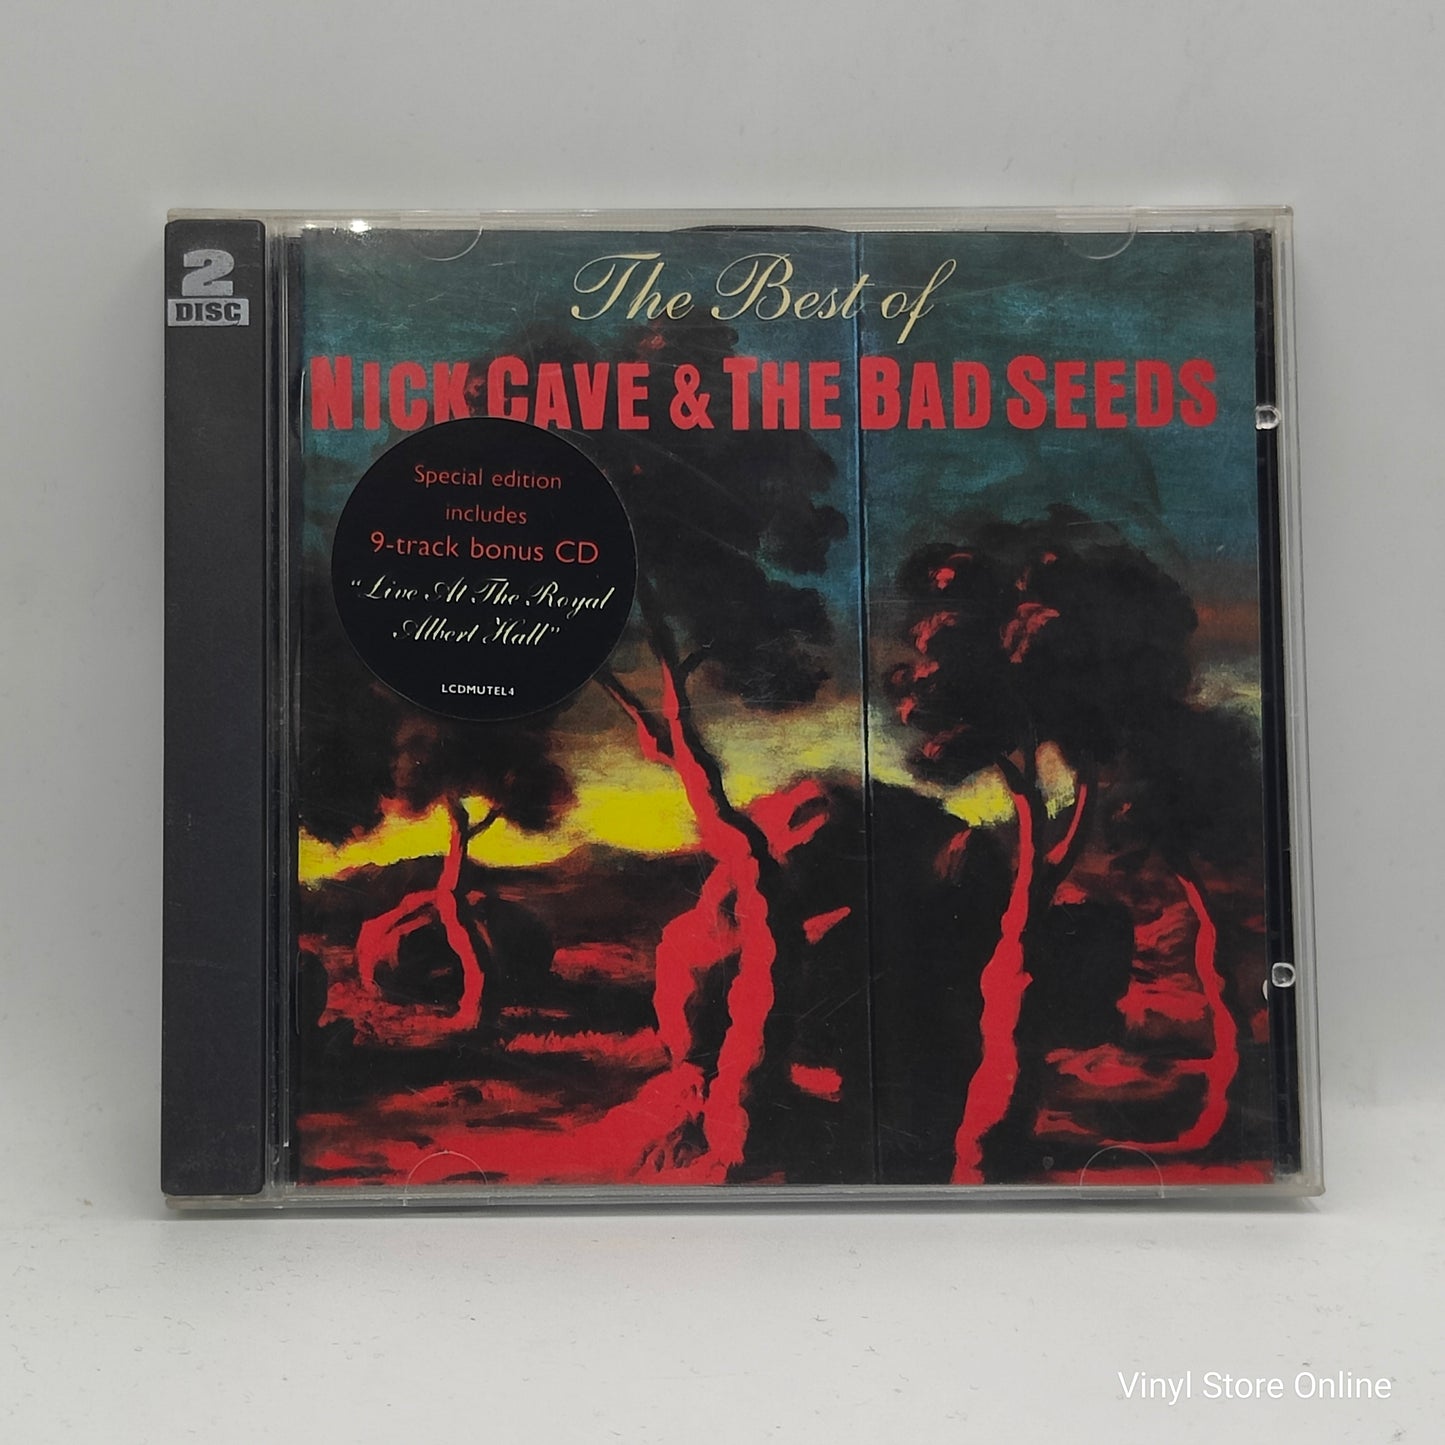 2
DISC
The Best of
NICK CAVE & THE BAD SEEDS
Special edition
includes
9-track bonus CD
"Live At The Royal
Albert Hall"
LCDMUTEL4
Vinyl Store Online